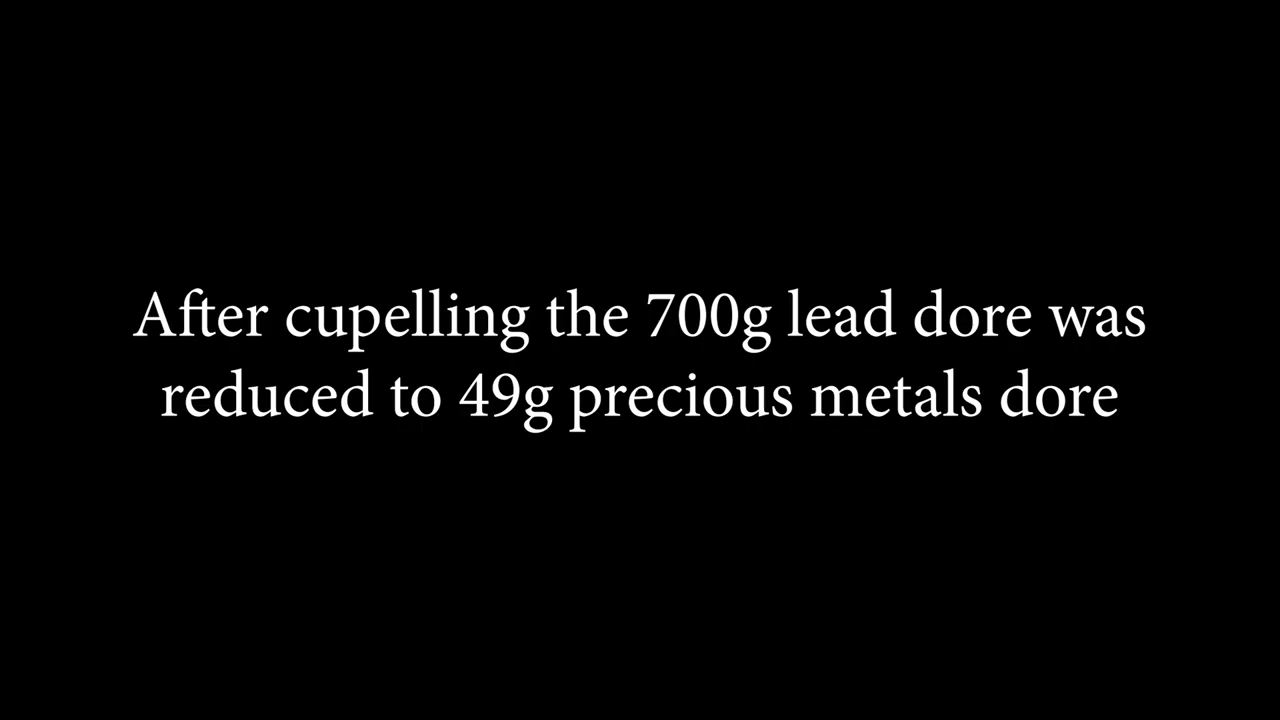 After cupelling the 700g lead dore was
reduced to 49g precious metals dore